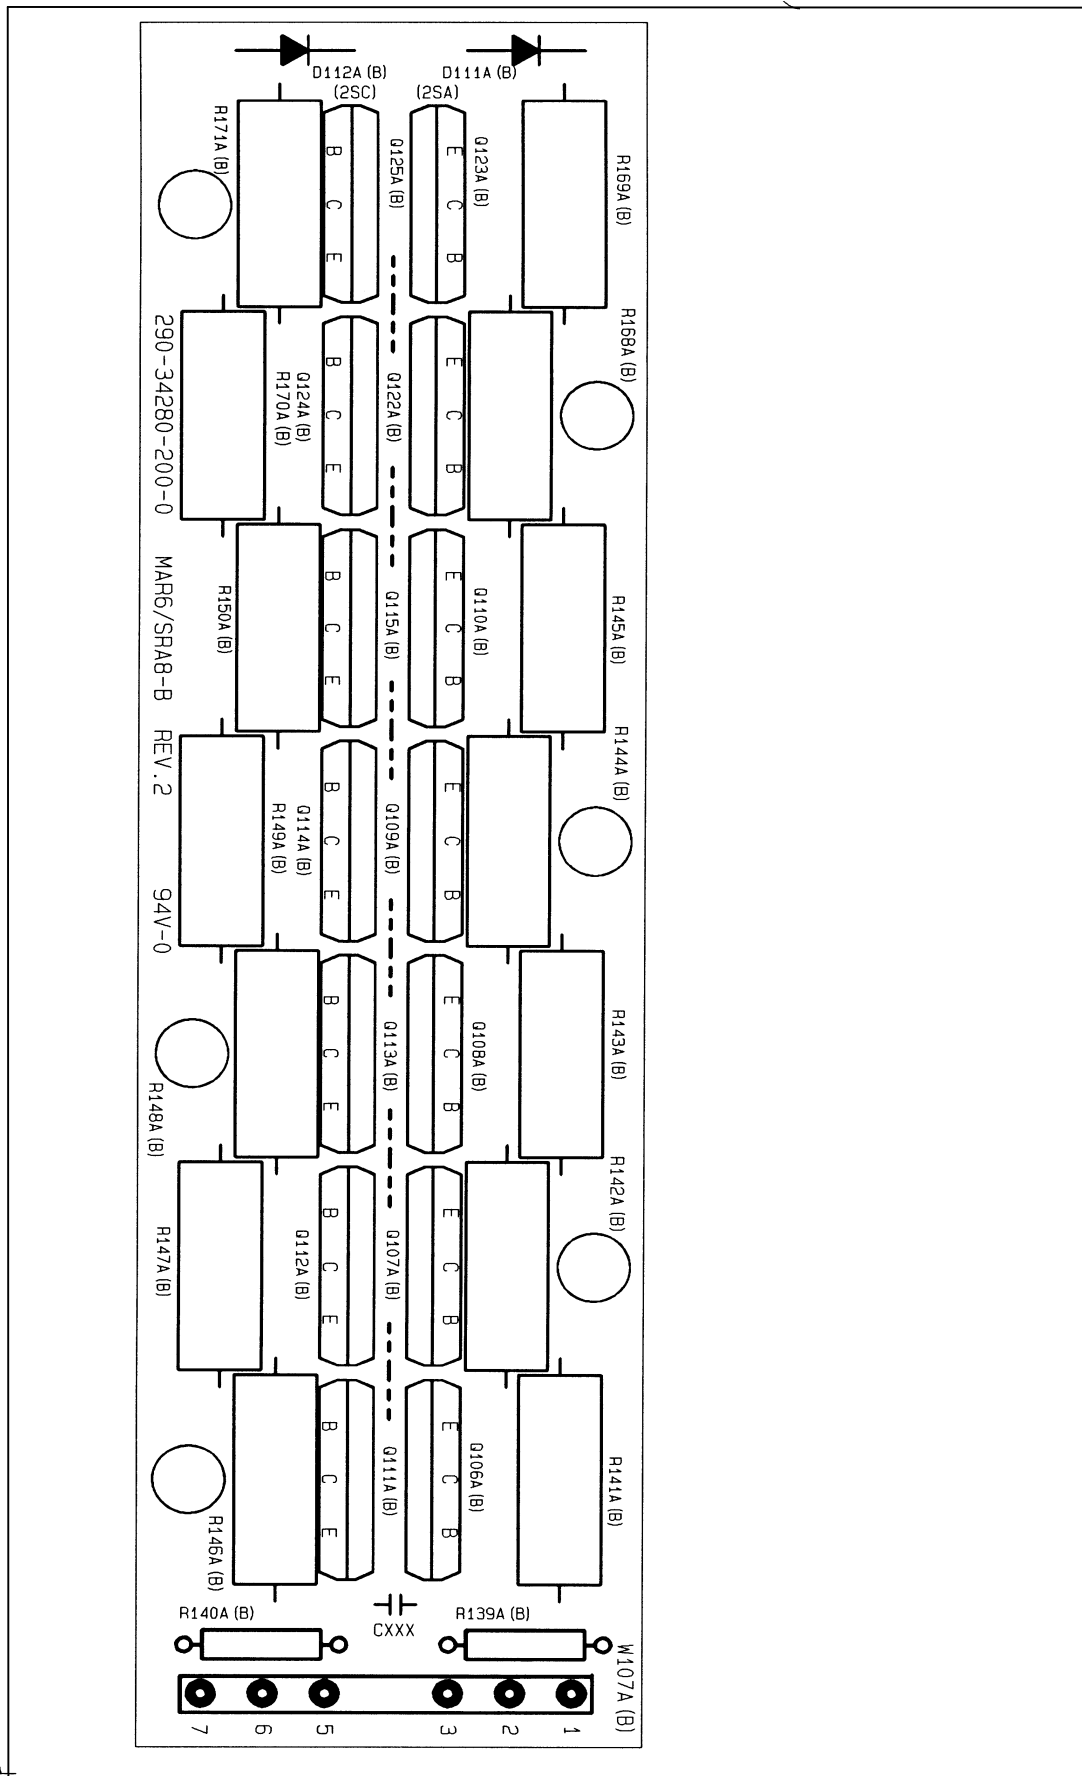 D112A (B)
D111A (B)
(2SC)
(2SA)
R171A (B)
B C E
Q125A (B)
E C B
Q123A (B)
R169A (B)
290-34280-200-0 MAR6/SRA8-B REV.2 94V-0
Q124A (B)
R170A (B)
B C E
Q122A (B)
E C B
R168A (B)
R150A (B)
B C E
Q115A (B)
E C B
Q110A (B)
R145A (B)
Q114A (B)
R149A (B)
B C E
Q109A (B)
E C B
R144A (B)
R148A (B)
B C E
Q113A (B)
E C B
Q108A (B)
R143A (B)
R147A (B)
Q112A (B)
B C E
Q107A (B)
E C B
R142A (B)
R146A (B)
B C E
Q111A (B)
E C B
Q106A (B)
R141A (B)
CXXX
R140A (B)
R139A (B)
W107A (B)
7 6 5 3 2 1